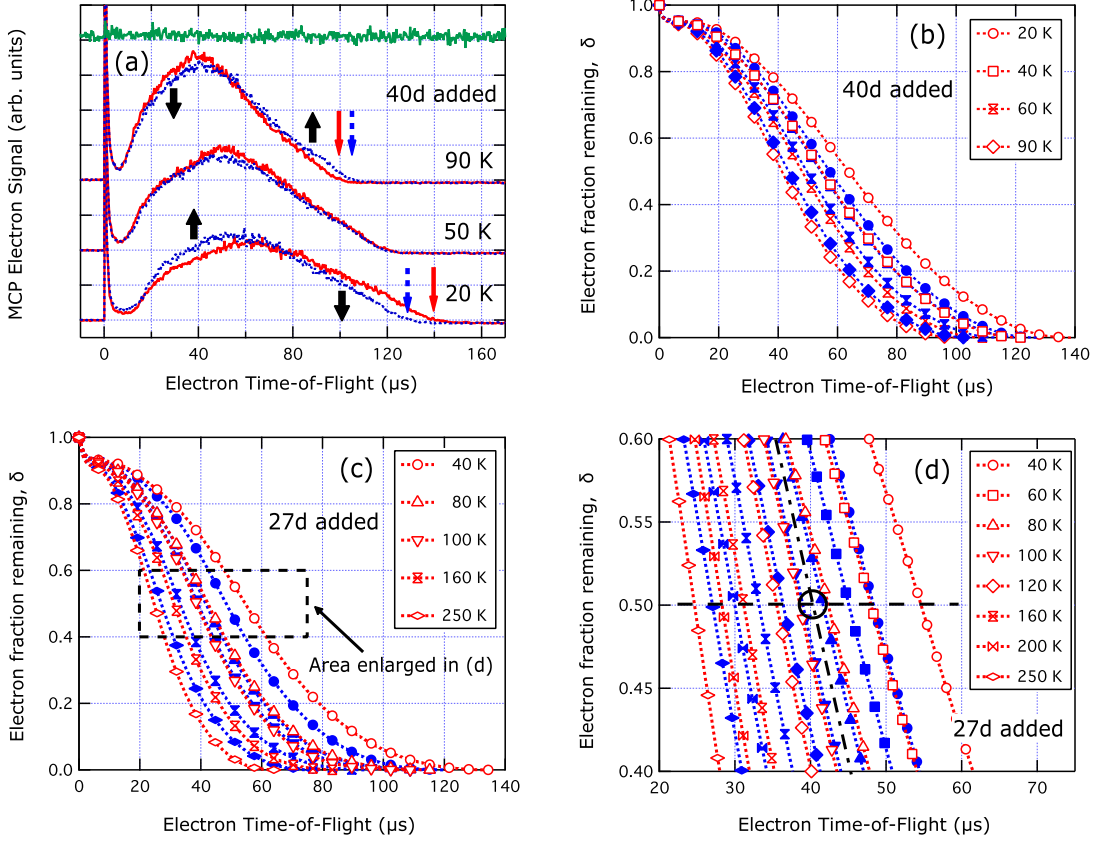 (a)
40d added
90 K
50 K
20 K
MCP Electron Signal (arb. units)
0
40
80
120
160
Electron Time-of-Flight (µs)
(b)
40d added
20 K
40 K
60 K
90 K
Electron fraction remaining, δ
1.0
0.8
0.6
0.4
0.2
0.0
0
20
40
60
80
100
120
140
Electron Time-of-Flight (µs)
(c)
27d added
40 K
80 K
100 K
160 K
250 K
Area enlarged in (d)
Electron fraction remaining, δ
1.0
0.8
0.6
0.4
0.2
0.0
0
20
40
60
80
100
120
140
Electron Time-of-Flight (µs)
(d)
27d added
40 K
60 K
80 K
100 K
120 K
160 K
200 K
250 K
Electron fraction remaining, δ
0.60
0.55
0.50
0.45
0.40
20
30
40
50
60
70
Electron Time-of-Flight (µs)